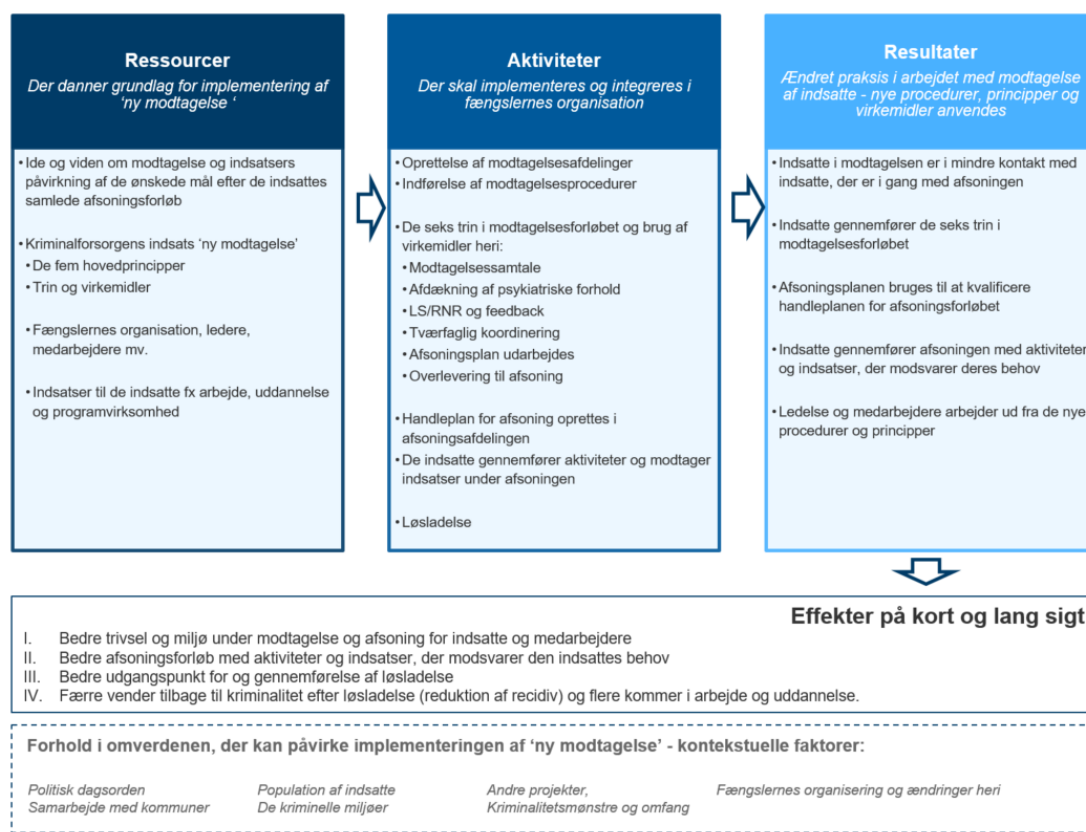 Ressourcer
Der danner grundlag for implementering af
'ny modtagelse '
• Ide og viden om modtagelse og indsatsers
påvirkning af de ønskede mål efter de indsattes
samlede afsoningsforløb
• Kriminalforsorgens indsats 'ny modtagelse'
• De fem hovedprincipper
• Trin og virkemidler
• Fængslernes organisation, ledere,
medarbejdere mv.
• Indsatser til de indsatte fx arbejde, uddannelse
og programvirksomhed
Aktiviteter
Der skal implementeres og integreres i
fængslernes organisation
• Oprettelse af modtagelsesafdelinger
• Indførelse af modtagelsesprocedurer
• De seks trin i modtagelsesforløbet og brug af
virkemidler heri:
• Modtagelsessamtale
• Afdækning af psykiatriske forhold
• LS/RNR og feedback
• Tværfaglig koordinering
• Afsoningsplan udarbejdes
• Overlevering til afsoning
• Handleplan for afsoning oprettes i
afsoningsafdelingen
• De indsatte gennemfører aktiviteter og modtager
indsatser under afsoningen
• Løsladelse
Resultater
Ændret praksis i arbejdet med modtagelse
af indsatte - nye procedurer, principper og
virkemidler anvendes
• Indsatte i modtagelsen er i mindre kontakt med
indsatte, der er i gang med afsoningen
• Indsatte gennemfører de seks trin i
modtagelsesforløbet
• Afsoningsplanen bruges til at kvalificere
handleplanen for afsoningsforløbet
• Indsatte gennemfører afsoningen med aktiviteter
og indsatser, der modsvarer deres behov
• Ledelse og medarbejdere arbejder ud fra de nye
procedurer og principper
Effekter på kort og lang sigt
I. Bedre trivsel og miljø under modtagelse og afsoning for indsatte og medarbejdere
II. Bedre afsoningsforløb med aktiviteter og indsatser, der modsvarer den indsattes behov
III. Bedre udgangspunkt for og gennemførelse af løsladelse
IV. Færre vender tilbage til kriminalitet efter løsladelse (reduktion af recidiv) og flere kommer i arbejde og uddannelse.
Forhold i omverdenen, der kan påvirke implementeringen af 'ny modtagelse' - kontekstuelle faktorer:
Politisk dagsorden
Samarbejde med kommuner
Population af indsatte
De kriminelle miljøer
Andre projekter,
Kriminalitetsmønstre og omfang
Fængslernes organisering og ændringer heri